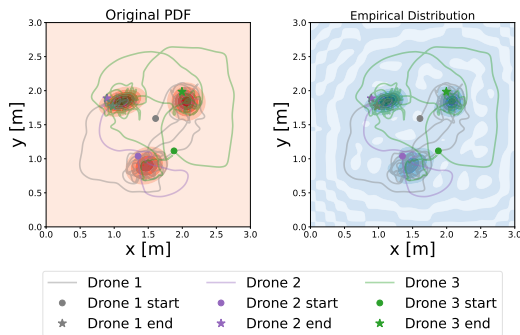 Original PDF
Empirical Distribution
3.0 2.5 2.0 1.5 1.0 0.5 0.0
y [m]
0.0 0.5 1.0 1.5 2.0 2.5 3.0
x [m]
3.0 2.5 2.0 1.5 1.0 0.5 0.0
y [m]
0.0 0.5 1.0 1.5 2.0 2.5 3.0
x [m]
Drone 1 Drone 2 Drone 3
Drone 1 start Drone 2 start Drone 3 start
Drone 1 end Drone 2 end Drone 3 end